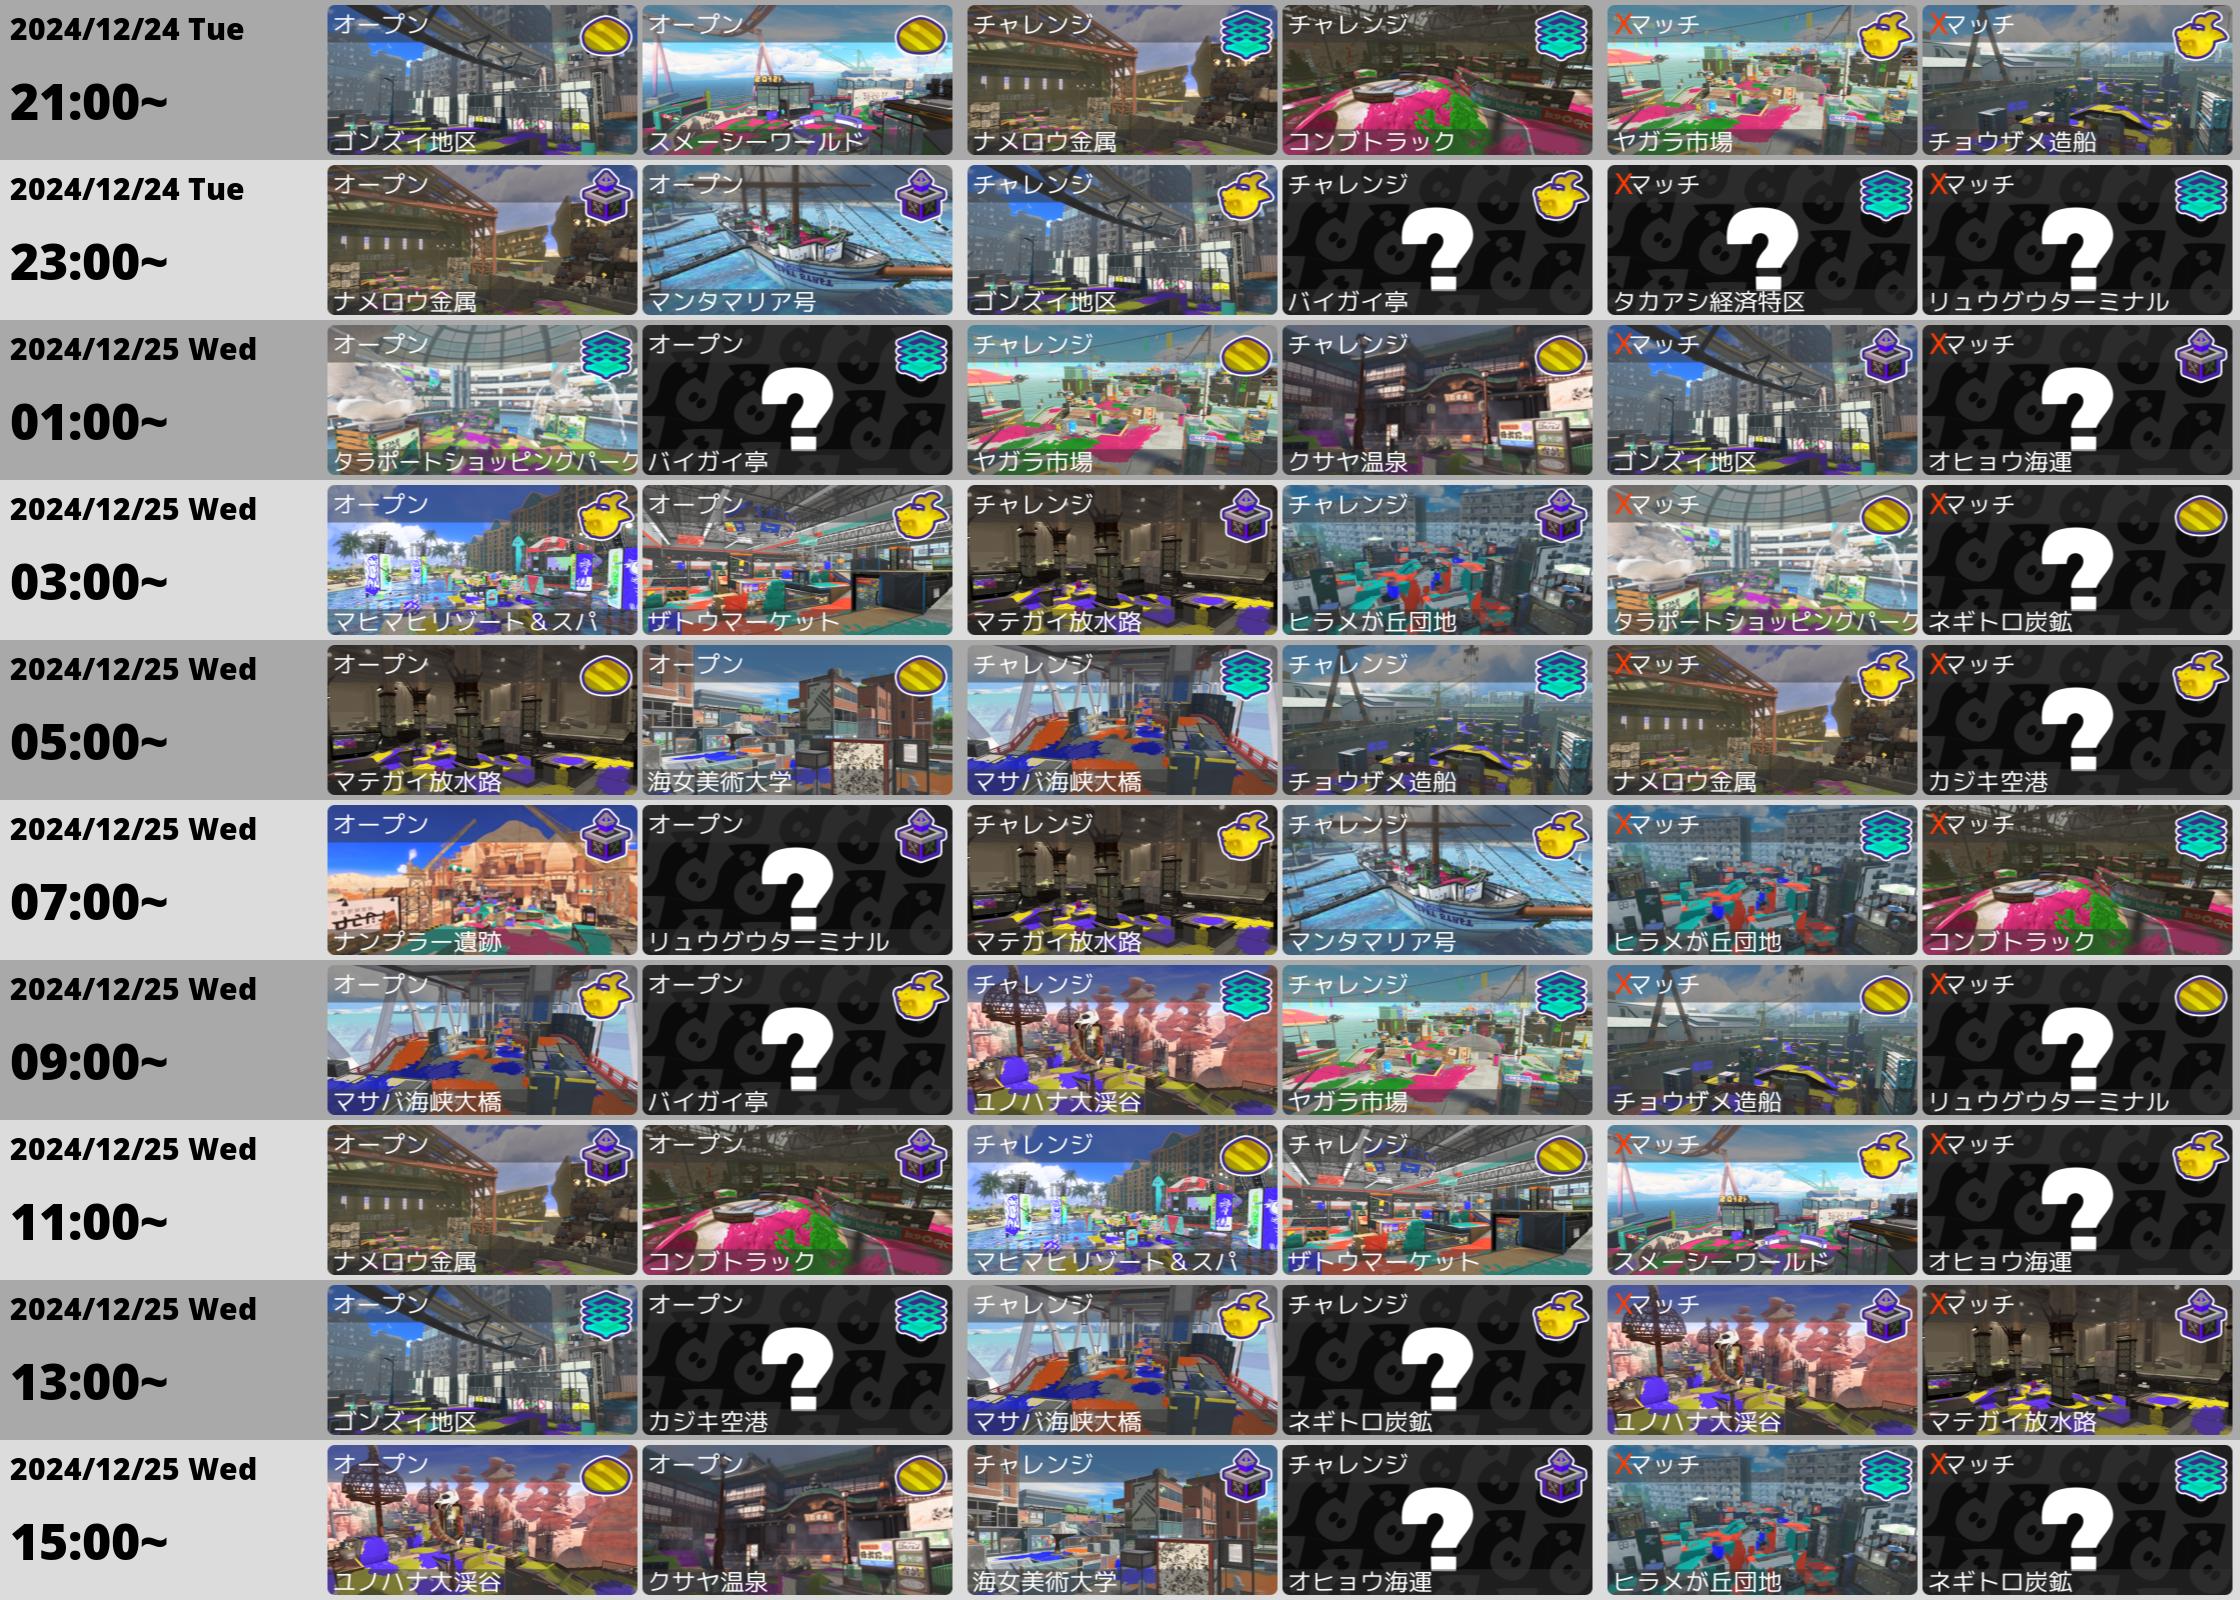 2024/12/24 Tue
21:00~
オープン
ゴンズイ地区
オープン
スメーシーワールド
チャレンジ
ナメロウ金属
チャレンジ
コンブトラック
Xマッチ
ヤガラ市場
Xマッチ
チョウザメ造船
2024/12/24 Tue
23:00~
オープン
ナメロウ金属
オープン
マンタマリア号
チャレンジ
ゴンズイ地区
チャレンジ
?
バイガイ亭
Xマッチ
?
タカアシ経済特区
Xマッチ
?
リュウグウターミナル
2024/12/25 Wed
01:00~
オープン
タラポートショッピングパーク
オープン
?
バイガイ亭
チャレンジ
ヤガラ市場
チャレンジ
クサヤ温泉
Xマッチ
ゴンズイ地区
Xマッチ
?
オヒョウ海運
2024/12/25 Wed
03:00~
オープン
マヒマヒリゾート＆スパ
オープン
ザトウマーケット
チャレンジ
マテガイ放水路
チャレンジ
ヒラメが丘団地
Xマッチ
タラポートショッピングパーク
Xマッチ
?
ネギトロ炭鉱
2024/12/25 Wed
05:00~
オープン
マテガイ放水路
オープン
海女美術大学
チャレンジ
マサバ海峡大橋
チャレンジ
チョウザメ造船
Xマッチ
ナメロウ金属
Xマッチ
?
カジキ空港
2024/12/25 Wed
07:00~
オープン
ナンプラー遺跡
オープン
?
リュウグウターミナル
チャレンジ
マテガイ放水路
チャレンジ
マンタマリア号
Xマッチ
ヒラメが丘団地
Xマッチ
コンブトラック
2024/12/25 Wed
09:00~
オープン
マサバ海峡大橋
オープン
?
バイガイ亭
チャレンジ
ユノハナ大渓谷
チャレンジ
ヤガラ市場
Xマッチ
チョウザメ造船
Xマッチ
?
リュウグウターミナル
2024/12/25 Wed
11:00~
オープン
ナメロウ金属
オープン
コンブトラック
チャレンジ
マヒマヒリゾート＆スパ
チャレンジ
ザトウマーケット
Xマッチ
スメーシーワールド
Xマッチ
?
オヒョウ海運
2024/12/25 Wed
13:00~
オープン
ゴンズイ地区
オープン
?
カジキ空港
チャレンジ
マサバ海峡大橋
チャレンジ
?
ネギトロ炭鉱
Xマッチ
ユノハナ大渓谷
Xマッチ
マテガイ放水路
2024/12/25 Wed
15:00~
オープン
ユノハナ大渓谷
オープン
クサヤ温泉
チャレンジ
海女美術大学
チャレンジ
?
オヒョウ海運
Xマッチ
ヒラメが丘団地
Xマッチ
?
ネギトロ炭鉱